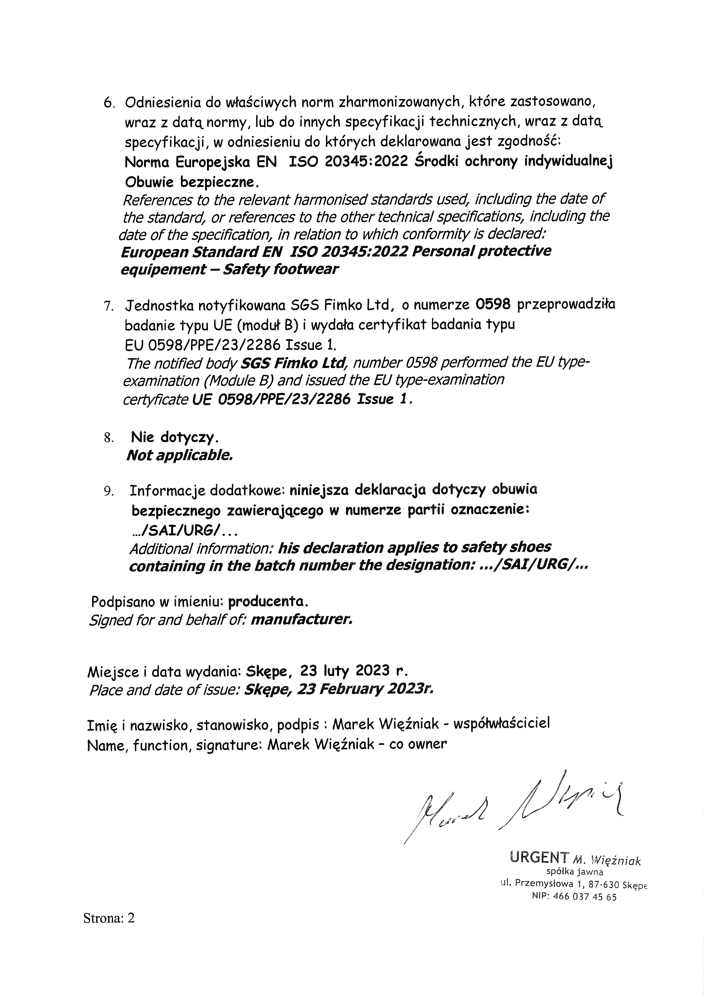 6. Odniesienia do właściwych norm zharmonizowanych, które zastosowano,
wraz z datą normy, lub do innych specyfikacji technicznych, wraz z datą
specyfikacji, w odniesieniu do których deklarowana jest zgodność:
Norma Europejska EN ISO 20345:2022 Środki ochrony indywidualnej
Obuwie bezpieczne.
References to the relevant harmonised standards used, including the date of
the standard, or references to the other technical specifications, including the
date of the specification, in relation to which conformity is declared:
European Standard EN ISO 20345:2022 Personal protective
equipement – Safety footwear
7. Jednostka notyfikowana SGS Fimko Ltd, o numerze 0598 przeprowadziła
badanie typu UE (moduł B) i wydała certyfikat badania typu
EU 0598/PPE/23/2286 Issue 1.
The notified body SGS Fimko Ltd, number 0598 performed the EU type-
examination (Module B) and issued the EU type-examination
certyficate UE 0598/PPE/23/2286 Issue 1.
8. Nie dotyczy.
Not applicable.
9. Informacje dodatkowe: niniejsza deklaracja dotyczy obuwia
bezpiecznego zawierającego w numerze partii oznaczenie:
.../SAI/URG/...
Additional information: his declaration applies to safety shoes
containing in the batch number the designation: .../SAI/URG/...
Podpisano w imieniu: producenta.
Signed for and behalf of: manufacturer.
Miejsce i data wydania: Skępe, 23 luty 2023 r.
Place and date of issue: Skępe, 23 February 2023r.
Imię i nazwisko, stanowisko, podpis : Marek Więźniak - współwłaściciel
Name, function, signature: Marek Więźniak - co owner
URGENT M. Więźniak
spółka jawna
ul. Przemysłowa 1, 87-630 Skępe
NIP: 466 037 45 65
Strona: 2